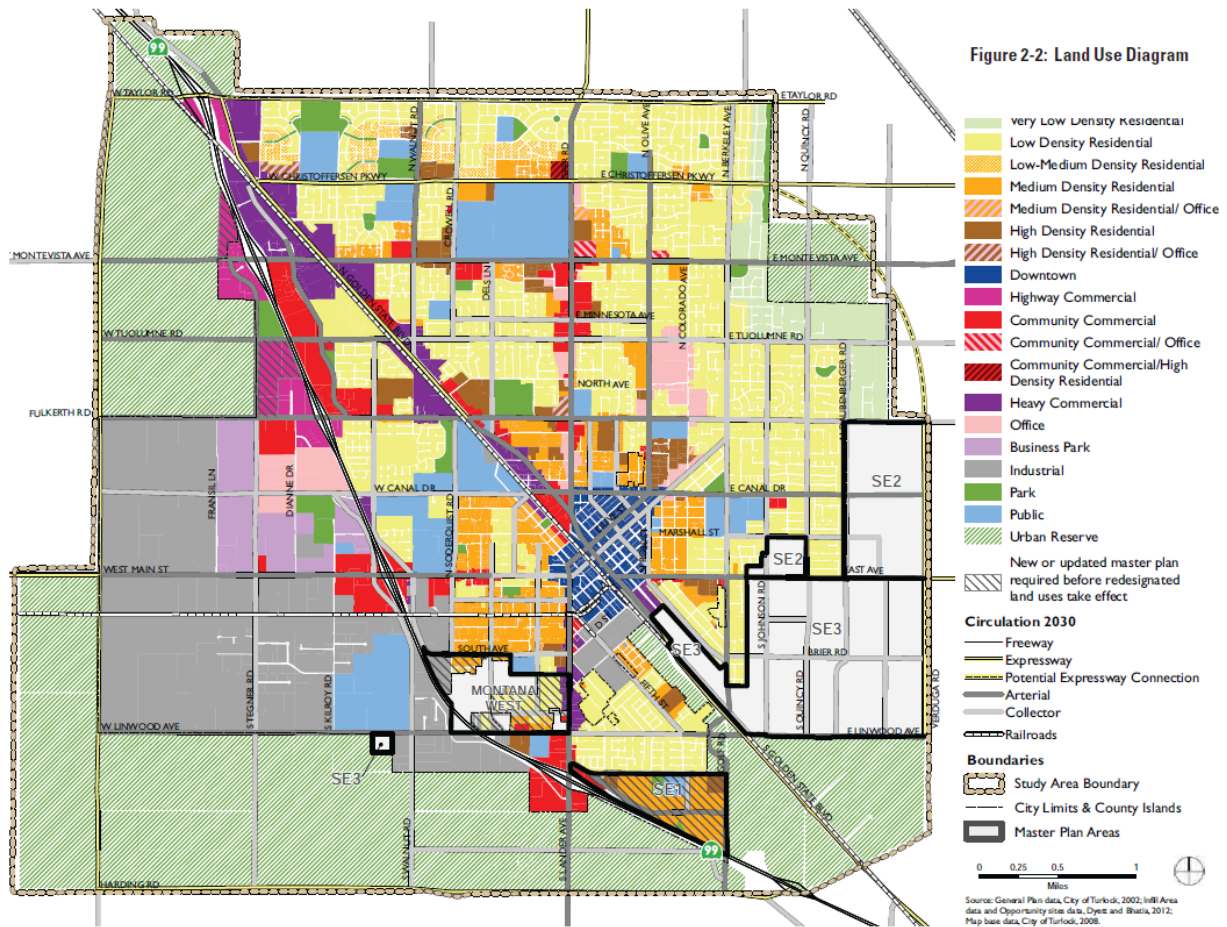 Figure 2-2: Land Use Diagram
Very Low Density Residential
Low Density Residential
Low-Medium Density Residential
Medium Density Residential
Medium Density Residential/ Office
High Density Residential
High Density Residential/ Office
Downtown
Highway Commercial
Community Commercial
Community Commercial/ Office
Community Commercial/High
Density Residential
Heavy Commercial
Office
Business Park
Industrial
Park
Public
Urban Reserve
New or updated master plan
required before redesignated
land uses take effect
Circulation 2030
Freeway
Expressway
Potential Expressway Connection
Arterial
Collector
Railroads
Boundaries
Study Area Boundary
City Limits & County Islands
Master Plan Areas
0 0.25 0.5 1
Miles
Source: General Plan data, City of Turlock, 2002; Infill Area
data and Opportunity sites data, Dyett and Bhatia, 2012;
Map base data, City of Turlock, 2008.
99
W TAYLOR RD
E TAYLOR RD
N WALNUT RD
N OLIVE AVE
N BERKELEY AVE
N QUINCY RD
W CHRISTOFFERSEN PKWY
E CHRISTOFFERSEN PKWY
CROWELL RD
MONTEVISTA AVE
E MONTE VISTA AVE
N GOLDEN STATE BLVD
DELS LN
N COLORADO AVE
E MINNESOTA AVE
W TUOLUMNE RD
E TUOLUMNE RD
NORTH AVE
FULKERTH RD
FRANSIL LN
DIANNE DR
W CANAL DR
E CANAL DR
N SODERQUIST RD
MARSHALL ST
SE2
SE2
WEST MAIN ST
EAST AVE
S JOHNSON RD
SE3
SE3
BRIER RD
SOUTH AVE
MONTANA
WEST
FIFTH ST
S TEGNER RD
S KILROY RD
S QUINCY RD
VERDUGA RD
W LINWOOD AVE
E LINWOOD AVE
SE3
GOLF RD
S GOLDEN STATE BLVD
SE1
S WALNUT RD
S LANDER AVE
99
HARDING RD